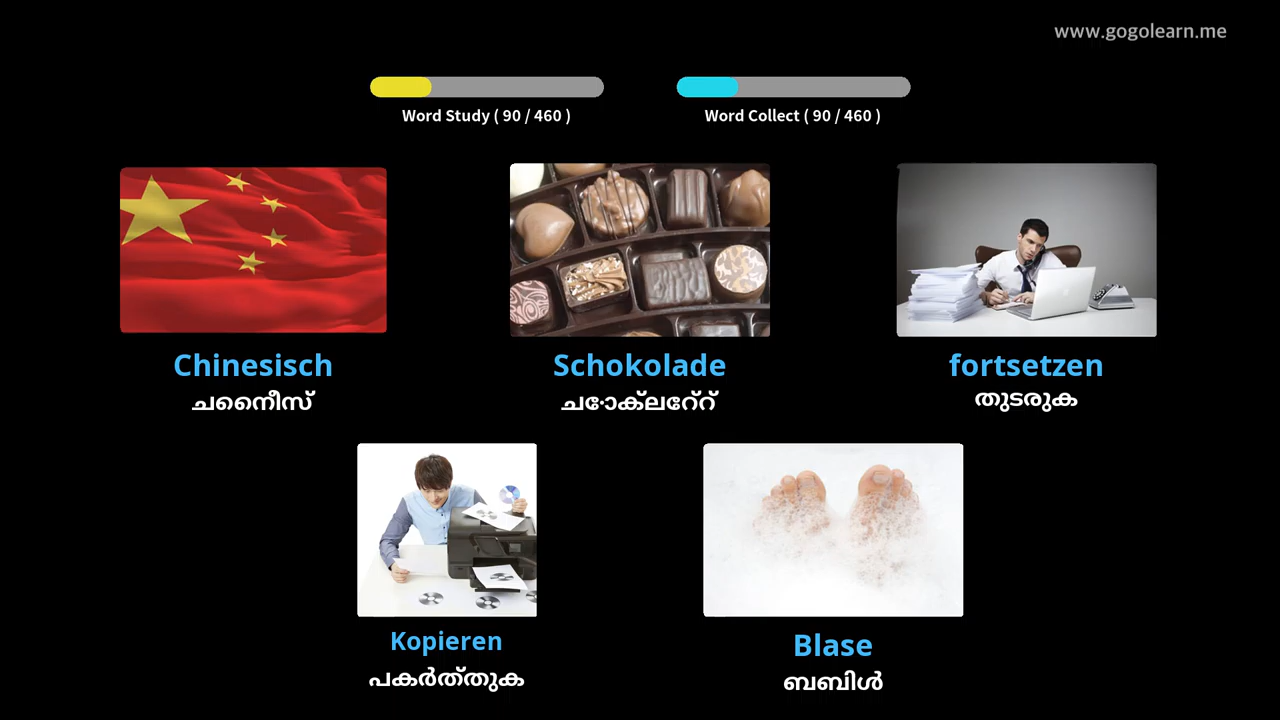 www.gogolearn.me
Word Study ( 90 / 460 )
Word Collect ( 90 / 460 )
Chinesisch
ചൈനീസ്
Schokolade
ചോക്ലേറ്റ്
fortsetzen
തുടരുക
Kopieren
പകർത്തുക
Blase
ബബിൾ